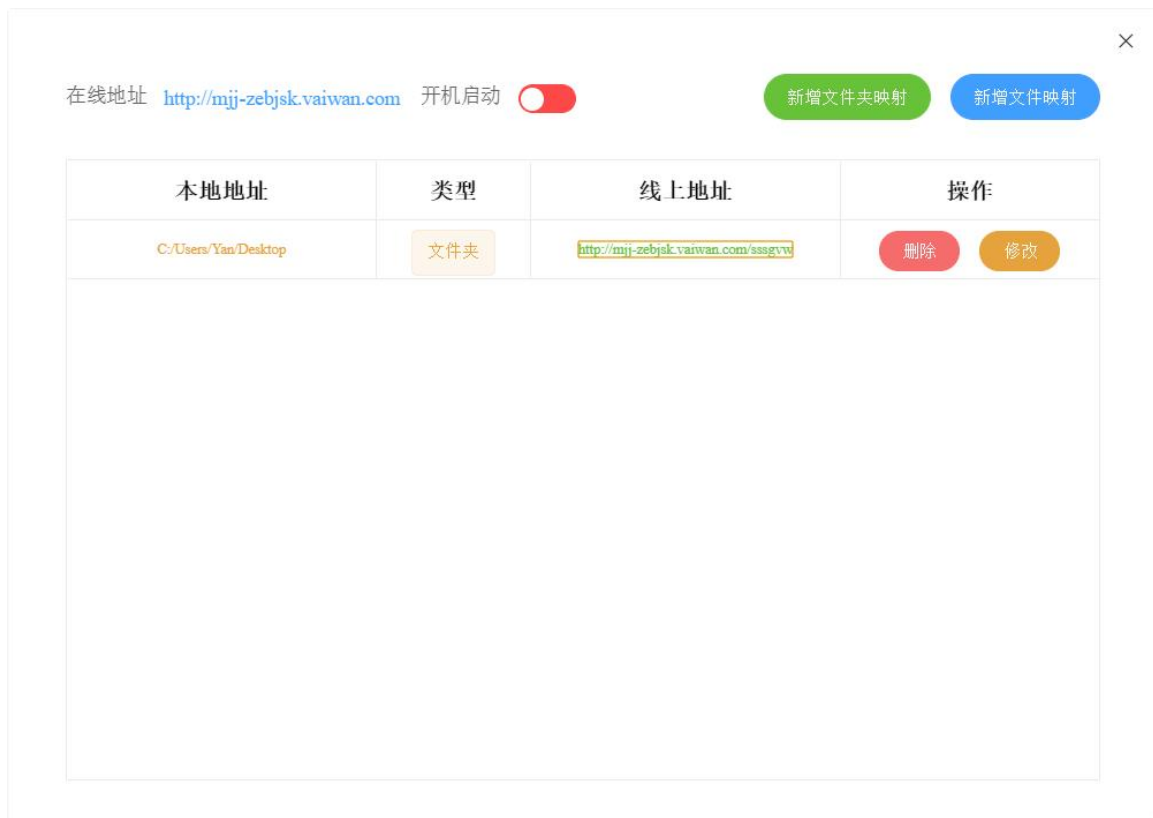 在线地址 http://mjj-zebjsk.vaiwan.com 开机启动 新增文件夹映射 新增文件映射
本地地址 类型 线上地址 操作
C:/Users/Yan/Desktop 文件夹 http://mjj-zebjsk.vaiwan.com/sssgvw 删除 修改